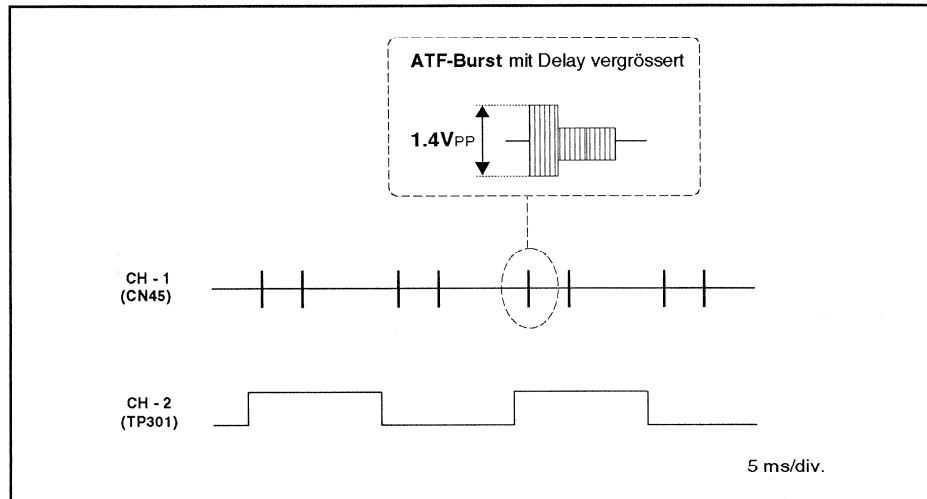 ATF-Burst mit Delay vergrössert
1.4VPP
CH - 1
(CN45)
CH - 2
(TP301)
5 ms/div.